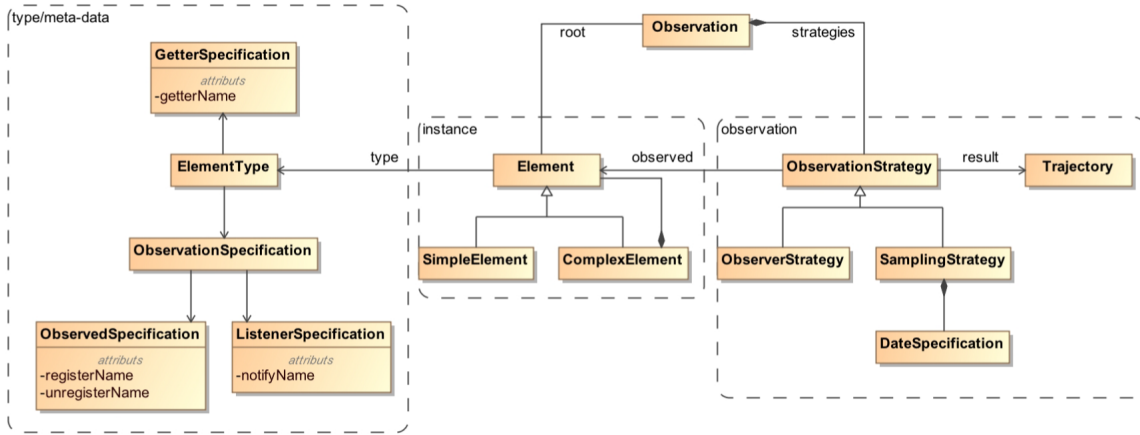 type/meta-data
GetterSpecification
attributs
-getterName
ElementType
ObservationSpecification
ObservedSpecification
attributs
-registerName
-unregisterName
ListenerSpecification
attributs
-notifyName
type
root
Observation
strategies
instance
Element
SimpleElement
ComplexElement
observed
observation
ObservationStrategy
result
Trajectory
ObserverStrategy
SamplingStrategy
DateSpecification